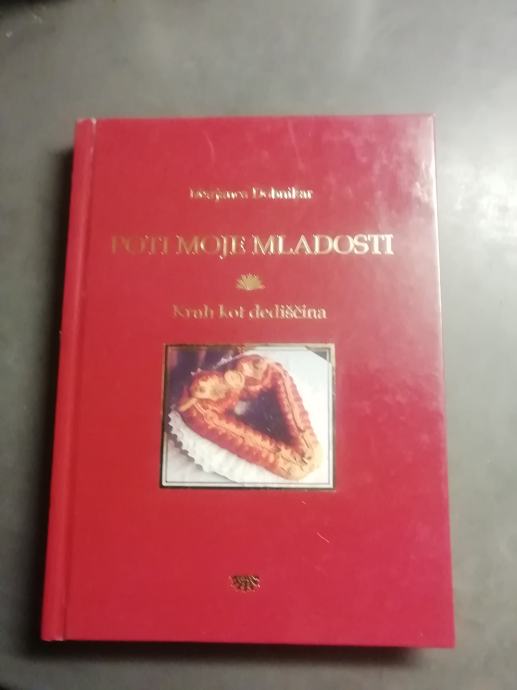 Dobnikar
POTI MOJE MLADOSTI
Kruh kot dediščina